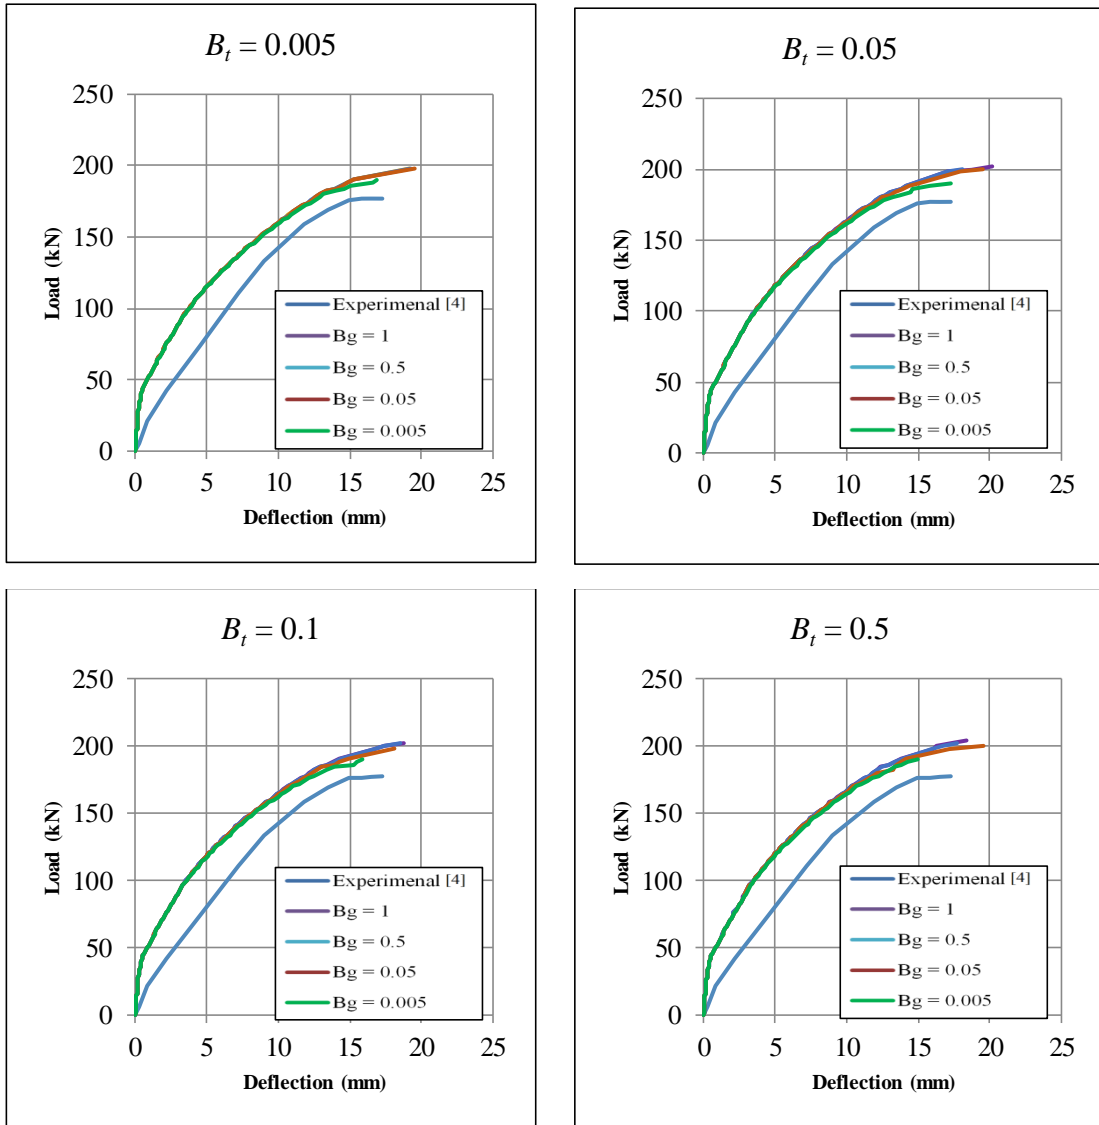 B_t = 0.005
250
200
150
100
50
0
Load (kN)
Experimenal [4]
Bg = 1
Bg = 0.5
Bg = 0.05
Bg = 0.005
0 5 10 15 20 25
Deflection (mm)
B_t = 0.05
250
200
150
100
50
0
Load (kN)
Experimenal [4]
Bg = 1
Bg = 0.5
Bg = 0.05
Bg = 0.005
0 5 10 15 20 25
Deflection (mm)
B_t = 0.1
250
200
150
100
50
0
Load (kN)
Experimenal [4]
Bg = 1
Bg = 0.5
Bg = 0.05
Bg = 0.005
0 5 10 15 20 25
Deflection (mm)
B_t = 0.5
250
200
150
100
50
0
Load (kN)
Experimenal [4]
Bg = 1
Bg = 0.5
Bg = 0.05
Bg = 0.005
0 5 10 15 20 25
Deflection (mm)